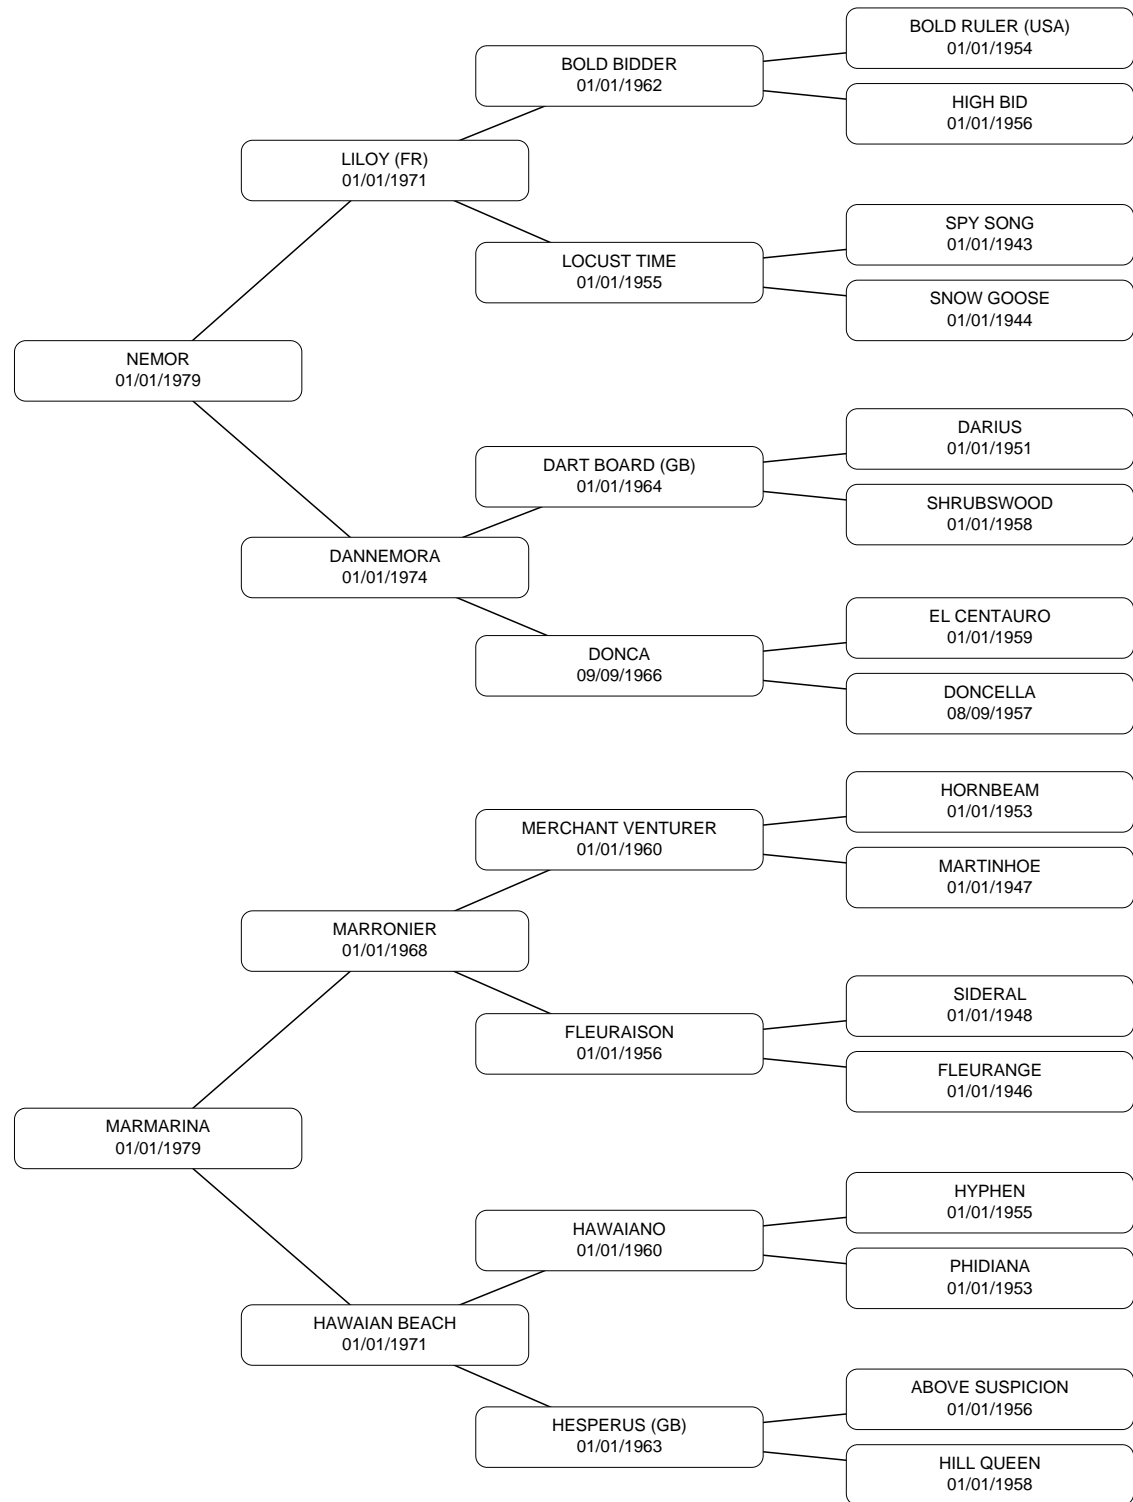 BOLD RULER (USA)
01/01/1954
BOLD BIDDER
01/01/1962
HIGH BID
01/01/1956
LILOY (FR)
01/01/1971
SPY SONG
01/01/1943
LOCUST TIME
01/01/1955
SNOW GOOSE
01/01/1944
NEMOR
01/01/1979
DARIUS
01/01/1951
DART BOARD (GB)
01/01/1964
SHRUBSWOOD
01/01/1958
DANNEMORA
01/01/1974
EL CENTAURO
01/01/1959
DONCA
09/09/1966
DONCELLA
08/09/1957
HORNBEAM
01/01/1953
MERCHANT VENTURER
01/01/1960
MARTINHOE
01/01/1947
MARRONIER
01/01/1968
SIDERAL
01/01/1948
FLEURAISON
01/01/1956
FLEURANGE
01/01/1946
MARMARINA
01/01/1979
HYPHEN
01/01/1955
HAWAIANO
01/01/1960
PHIDIANA
01/01/1953
HAWAIAN BEACH
01/01/1971
ABOVE SUSPICION
01/01/1956
HESPERUS (GB)
01/01/1963
HILL QUEEN
01/01/1958